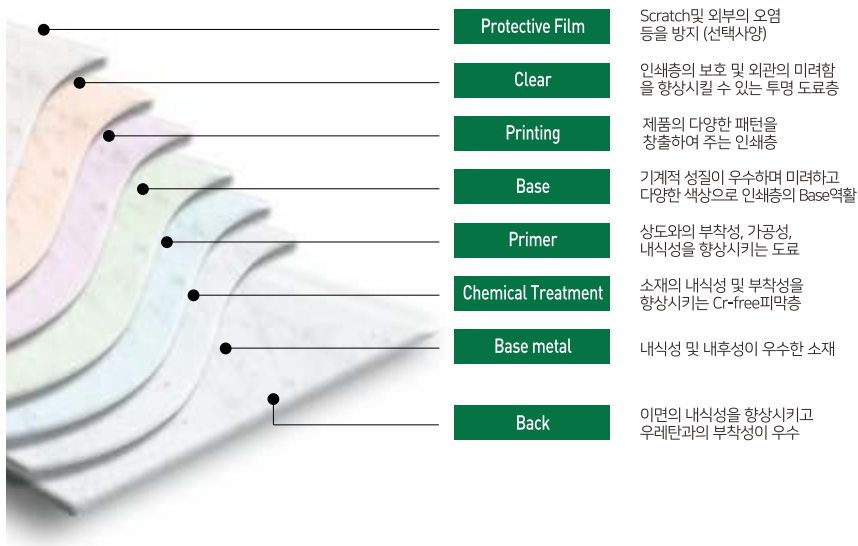 Protective Film
Scratch및 외부의 오염
등을 방지 (선택사양)
Clear
인쇄층의 보호 및 외관의 미려함
을 향상시킬 수 있는 투명 도료층
Printing
제품의 다양한 패턴을
창출하여 주는 인쇄층
Base
기계적 성질이 우수하며 미려하고
다양한 색상으로 인쇄층의 Base역활
Primer
상도와의 부착성, 가공성,
내식성을 향상시키는 도료
Chemical Treatment
소재의 내식성 및 부착성을
향상시키는 Cr-free피막층
Base metal
내식성 및 내후성이 우수한 소재
Back
이면의 내식성을 향상시키고
우레탄과의 부착성이 우수